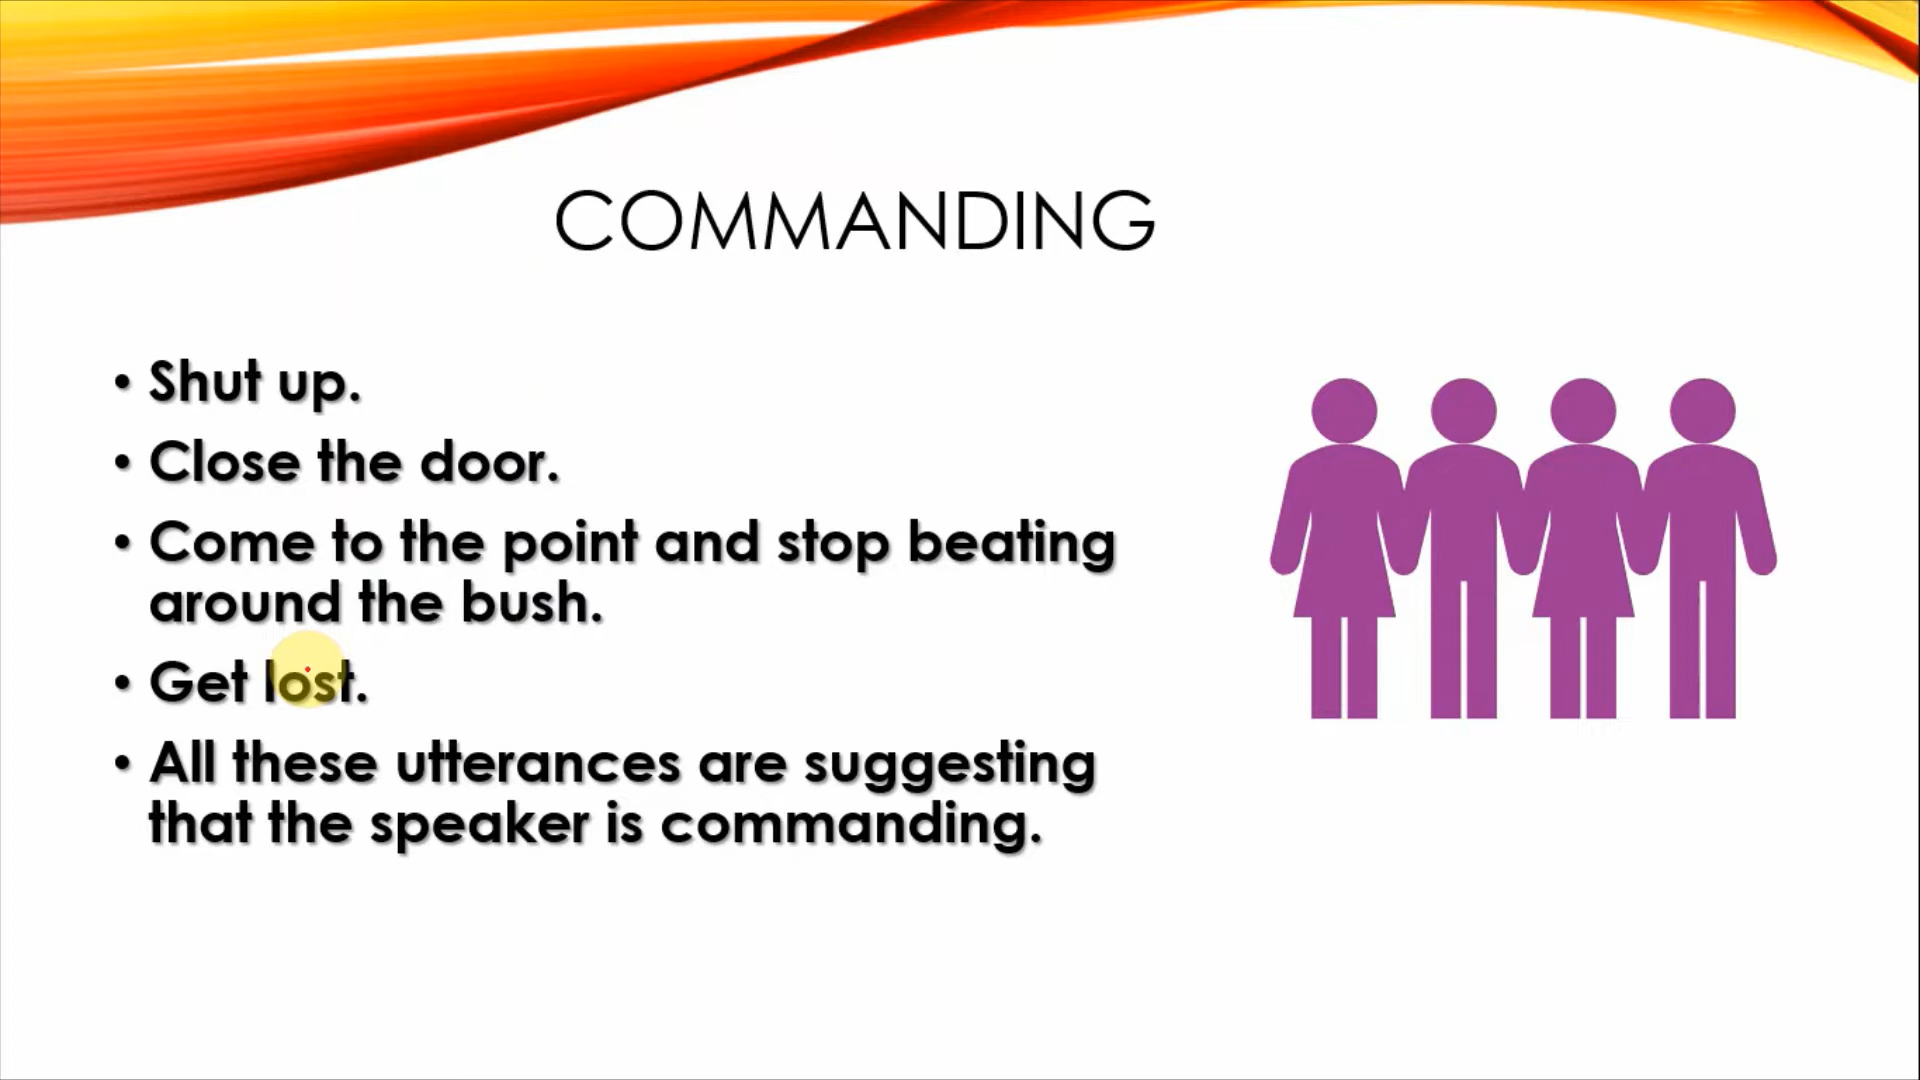 COMMANDING
• Shut up.
• Close the door.
• Come to the point and stop beating
around the bush.
• Get lost.
• All these utterances are suggesting
that the speaker is commanding.